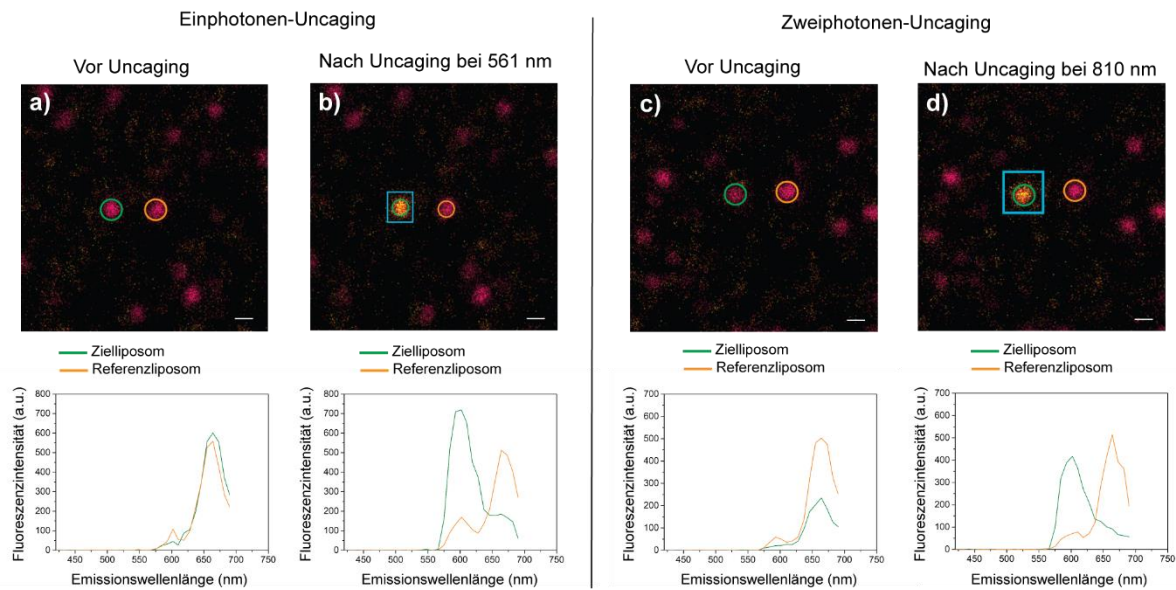 Einphotonen-Uncaging
Zweiphotonen-Uncaging
Vor Uncaging
Nach Uncaging bei 561 nm
Vor Uncaging
Nach Uncaging bei 810 nm
a)
b)
c)
d)
Zielliposom
Referenzliposom
Zielliposom
Referenzliposom
Zielliposom
Referenzliposom
Zielliposom
Referenzliposom
Fluoreszenzintensität (a.u.)
800
700
600
500
400
300
200
100
0
450 500 550 600 650 700 750
Emissionswellenlänge (nm)
Fluoreszenzintensität (a.u.)
800
700
600
500
400
300
200
100
0
450 500 550 600 650 700 750
Emissionswellenlänge (nm)
Fluoreszenzintensität (a.u.)
700
600
500
400
300
200
100
0
450 500 550 600 650 700 750
Emissionswellenlänge (nm)
Fluoreszenzintensität (a.u.)
700
600
500
400
300
200
100
0
450 500 550 600 650 700 750
Emissionswellenlänge (nm)